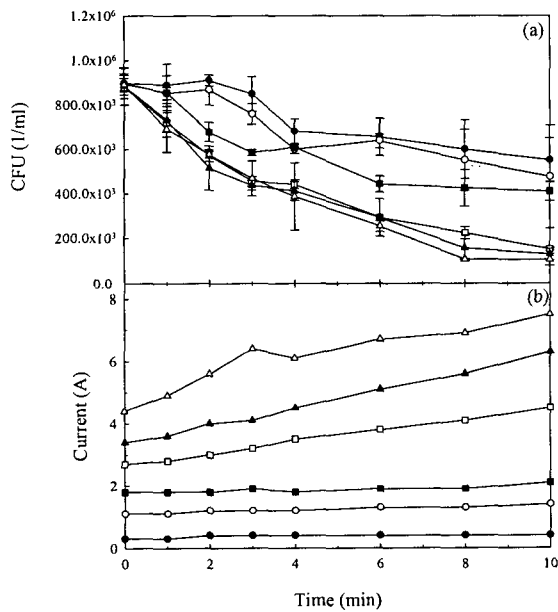 (a)
1.2x10⁶
1.0x10⁶
800.0x10³
600.0x10³
400.0x10³
200.0x10³
0.0
CFU (1/ml)
(b)
8
6
4
2
0
Current (A)
0 2 4 6 8 10
Time (min)